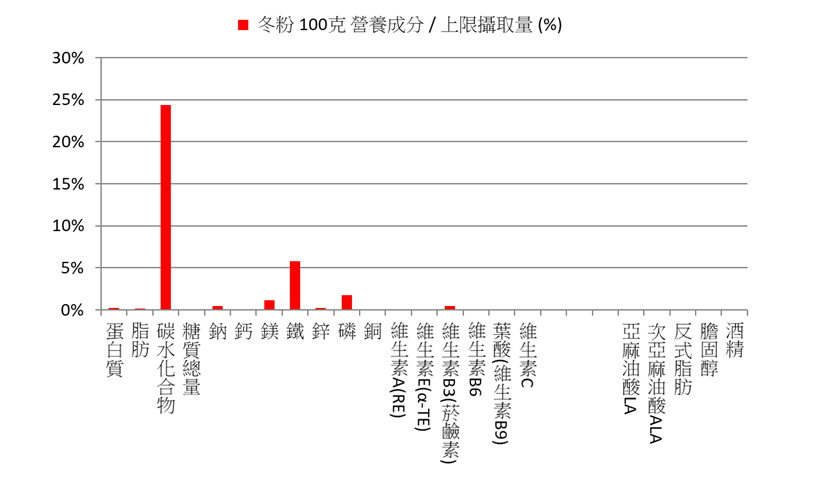 冬粉 100克 營養成分 / 上限攝取量 (%)
30%
25%
20%
15%
10%
5%
0%
蛋白質
脂肪
碳水化合物
糖質總量
鈉
鈣
鎂
鐵
鋅
磷
銅
維生素A(RE)
維生素E(α-TE)
維生素B3(菸鹼素)
維生素B6
葉酸(維生素B9)
維生素C
亞麻油酸LA
次亞麻油酸ALA
反式脂肪
膽固醇
酒精